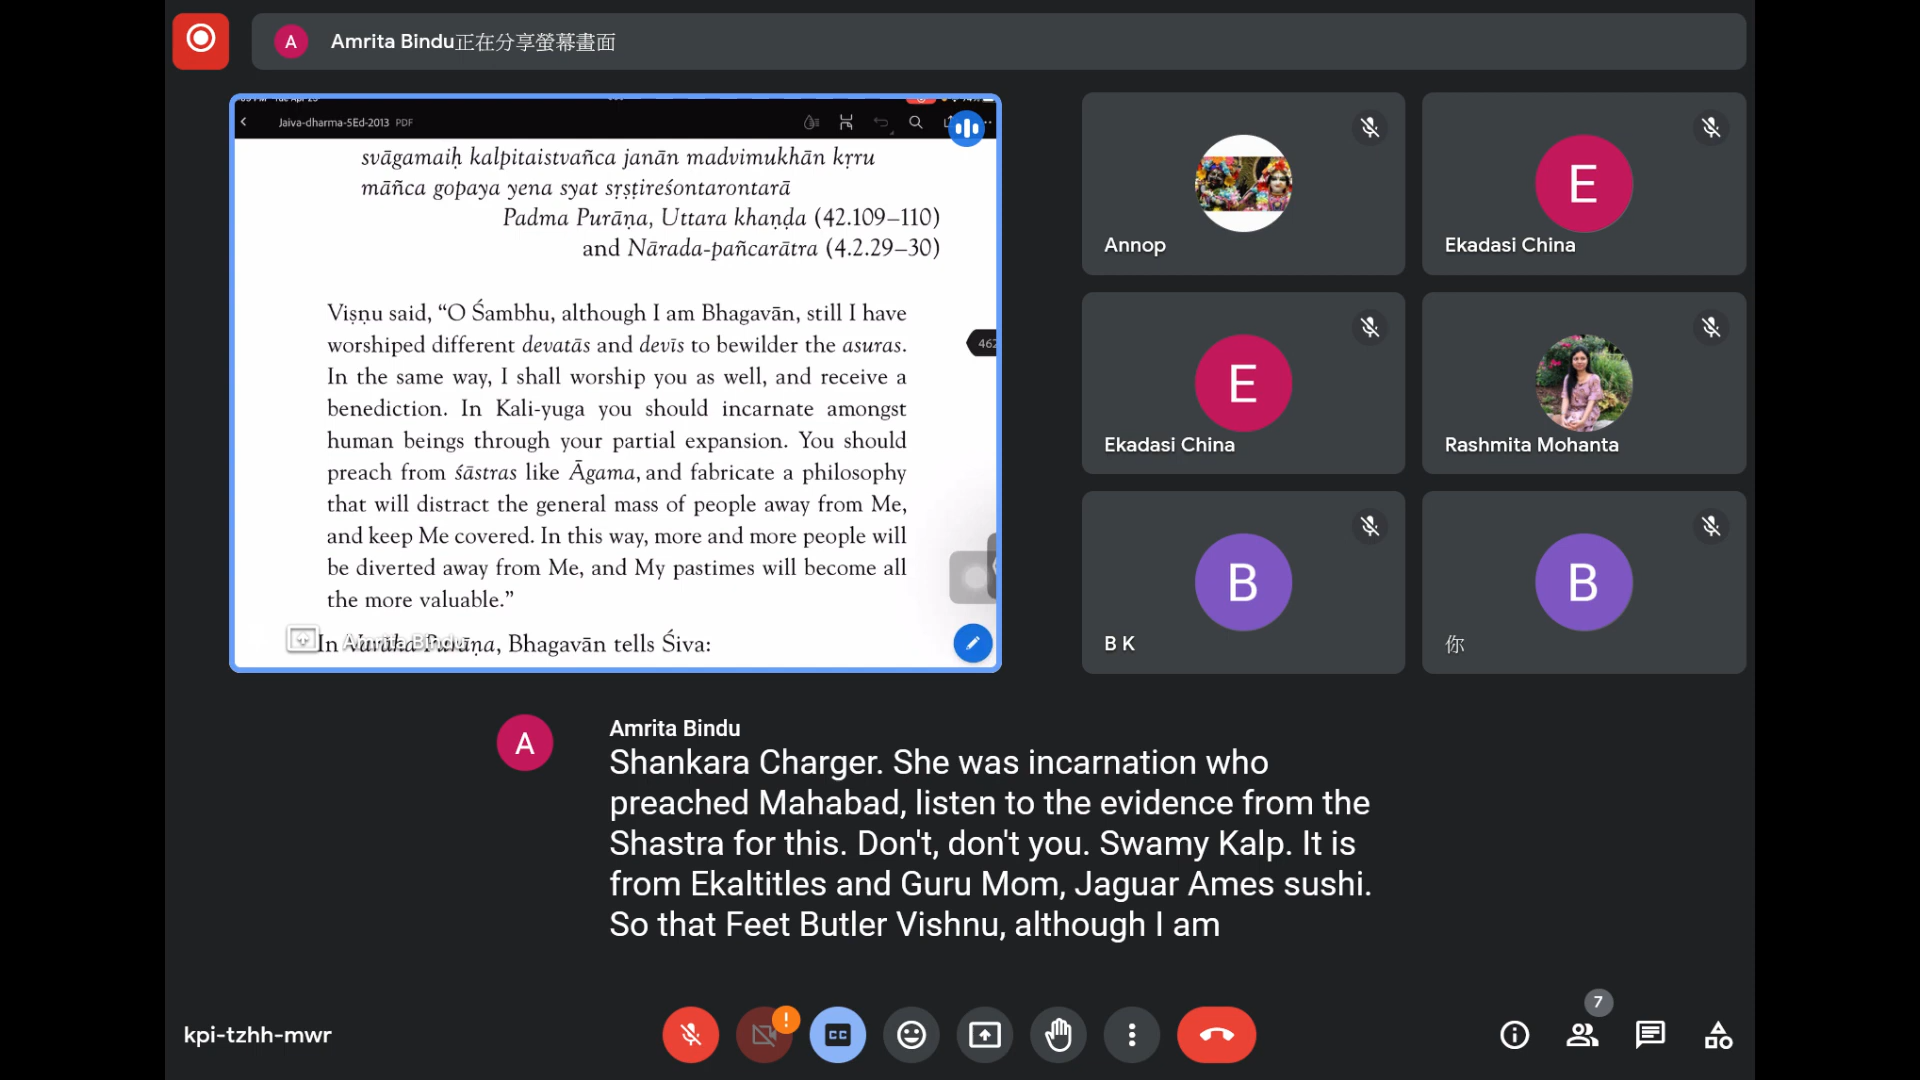 A
Amrita Bindu正在分享螢幕畫面
Jaiva-dharma-5Ed-2013 PDF
svāgamaiḥ kalpitaistvañca janān madvimukhān kṛru
māñca gopaya yena syat sṛṣṭireśontarontarā
Padma Purāṇa, Uttara khaṇḍa (42.109–110)
and Nārada-pañcarātra (4.2.29–30)
462
Viṣṇu said, “O Śambhu, although I am Bhagavān, still I have
worshiped different devatās and devīs to bewilder the asuras.
In the same way, I shall worship you as well, and receive a
benediction. In Kali-yuga you should incarnate amongst
human beings through your partial expansion. You should
preach from śāstras like Āgama, and fabricate a philosophy
that will distract the general mass of people away from Me,
and keep Me covered. In this way, more and more people will
be diverted away from Me, and My pastimes will become all
the more valuable.”
In Varāha Purāṇa, Bhagavān tells Śiva:
Amrita Bindu
Annop
E
Ekadasi China
E
Ekadasi China
Rashmita Mohanta
B
B K
B
你
A
Amrita Bindu
Shankara Charger. She was incarnation who
preached Mahabad, listen to the evidence from the
Shastra for this. Don't, don't you. Swamy Kalp. It is
from Ekaltitles and Guru Mom, Jaguar Ames sushi.
So that Feet Butler Vishnu, although I am
kpi-tzhh-mwr
!
CC
7